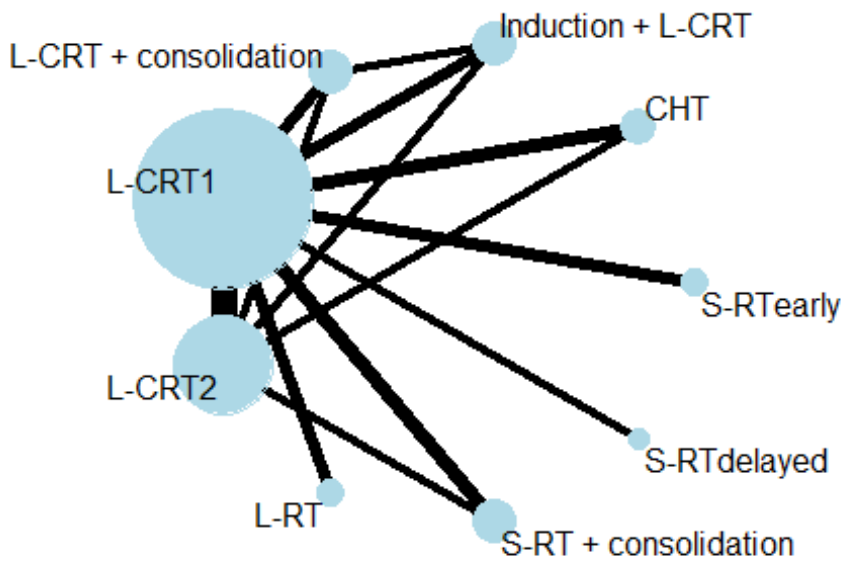 Induction + L-CRT
L-CRT + consolidation
CHT
L-CRT1
S-RTearly
L-CRT2
S-RTdelayed
L-RT
S-RT + consolidation